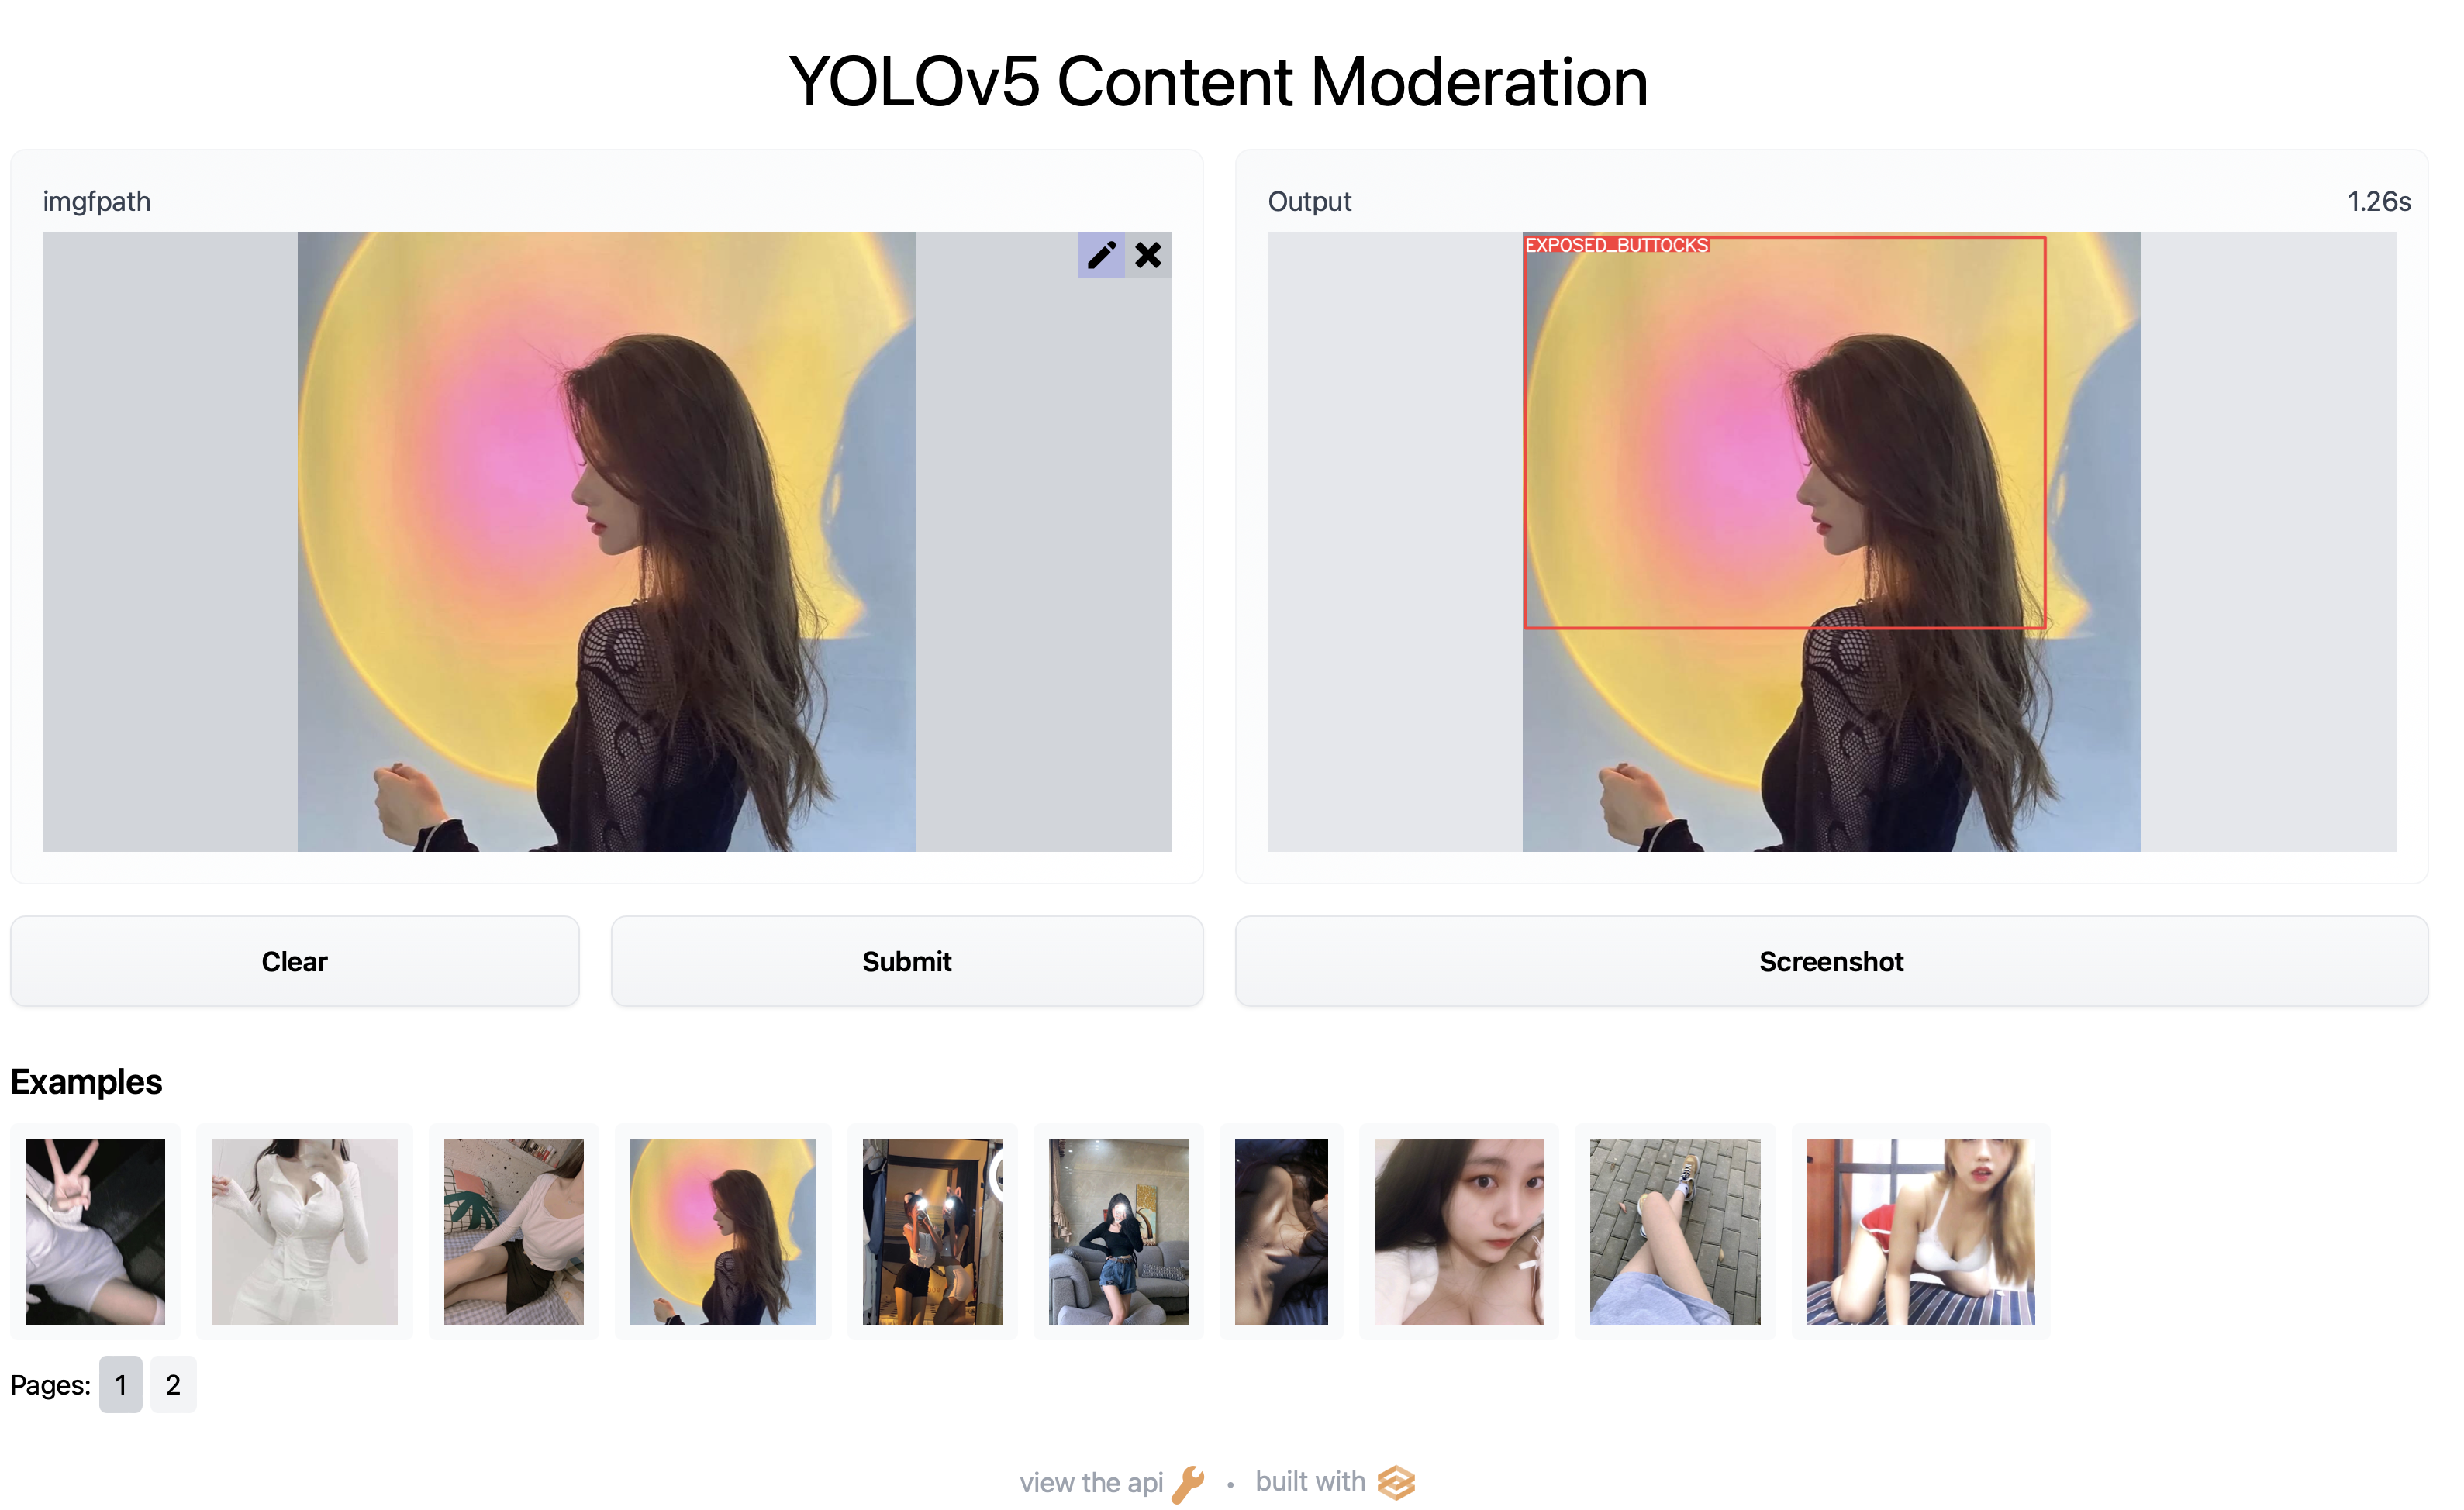 YOLOv5 Content Moderation
imgfpath
Output 1.26s
EXPOSED_BUTTOCKS
Clear Submit Screenshot
Examples
Pages: 1 2
view the api • built with